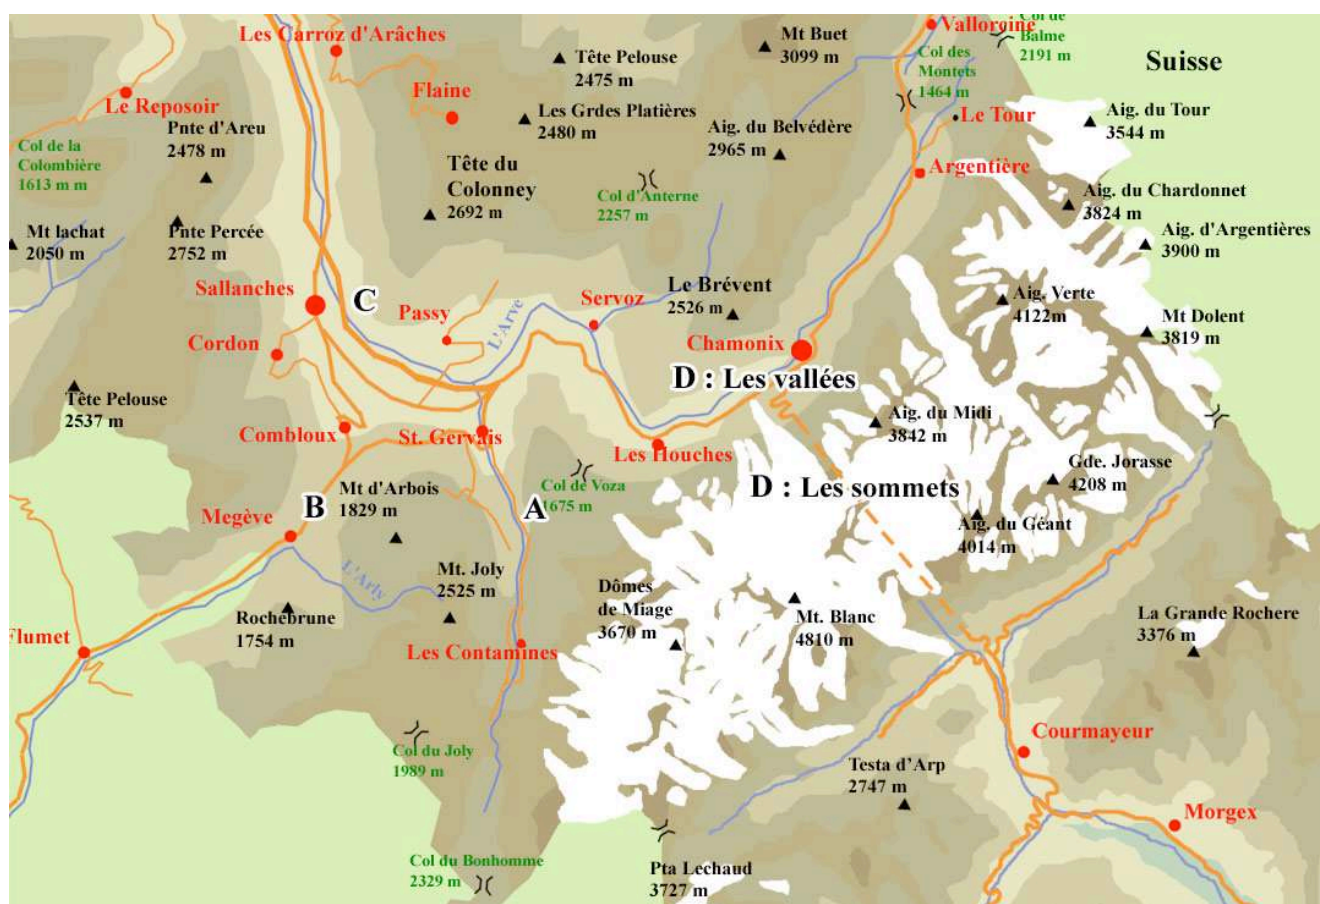 Les Carroz d'Arâches
Mt Buet
3099 m
Valloroine
Col de
Balme
2191 m
Tête Pelouse
2475 m
Col des
Montets
1464 m
Suisse
Le Reposoir
Flaine
Les Grdes Platières
2480 m
Aig. du Tour
3544 m
Le Tour
Pnte d'Areu
2478 m
Aig. du Belvédère
2965 m
Col de la
Colombière
1613 m m
Tête du
Colonney
2692 m
Argentière
Col d'Anterne
2257 m
Aig. du Chardonnet
3824 m
Mt lachat
2050 m
Pnte Percée
2752 m
Aig. d'Argentières
3900 m
Sallanches
C
Passy
L'Arve
Servoz
Le Brévent
2526 m
Aig. Verte
4122m
Mt Dolent
3819 m
Cordon
Chamonix
D : Les vallées
Tête Pelouse
2537 m
Combloux
St. Gervais
Les Houches
Aig. du Midi
3842 m
Gde. Jorasse
4208 m
Col de Voza
1675 m
D : Les sommets
Mt d'Arbois
1829 m
Megève
B
A
Aig. du Géant
4014 m
L'Arly
Mt. Joly
2525 m
Dômes
de Miage
3670 m
Rochebrune
1754 m
Mt. Blanc
4810 m
La Grande Rochere
3376 m
Flumet
Les Contamines
Col du Joly
1989 m
Courmayeur
Testa d’Arp
2747 m
Morgex
Col du Bonhomme
2329 m
Pta Lechaud
3727 m